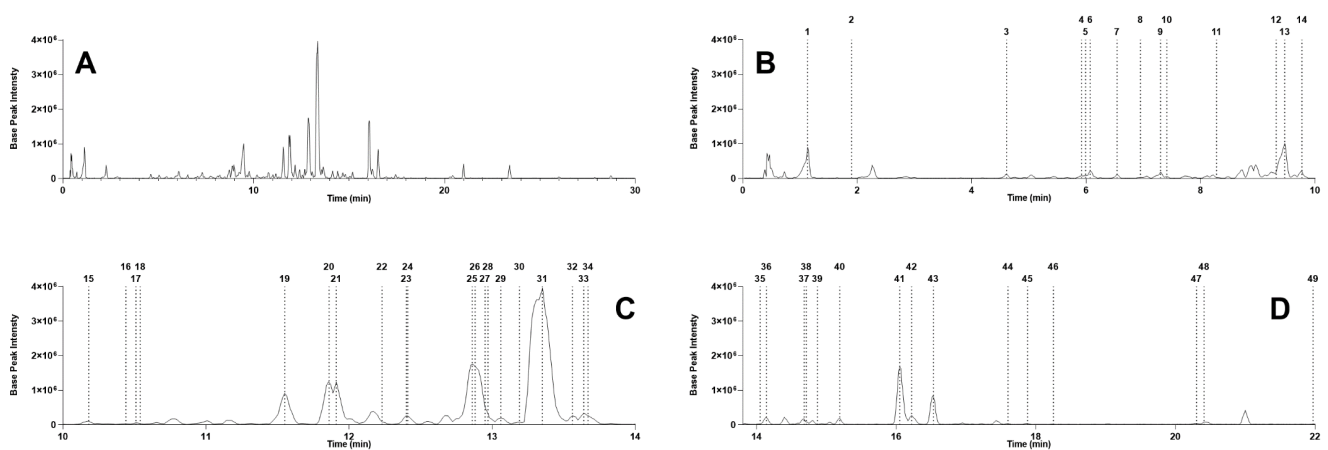 A
Base Peak Intensty
4×10⁶
3×10⁶
2×10⁶
1×10⁶
0
0 10 20 30
Time (min)
B
Base Peak Intensty
2 4 6 8 10 12 14
1 3 5 7 9 11 13
4×10⁶
3×10⁶
2×10⁶
1×10⁶
0
0 2 4 6 8 10
Time (min)
C
Base Peak Intensty
16 18 20 22 24 26 28 30 32 34
15 17 19 21 23 25 27 29 31 33
4×10⁶
3×10⁶
2×10⁶
1×10⁶
0
10 11 12 13 14
Time (min)
D
Base Peak Intensty
36 38 40 42 44 46 48
35 37 39 41 43 45 47 49
4×10⁶
3×10⁶
2×10⁶
1×10⁶
0
14 16 18 20 22
Time (min)